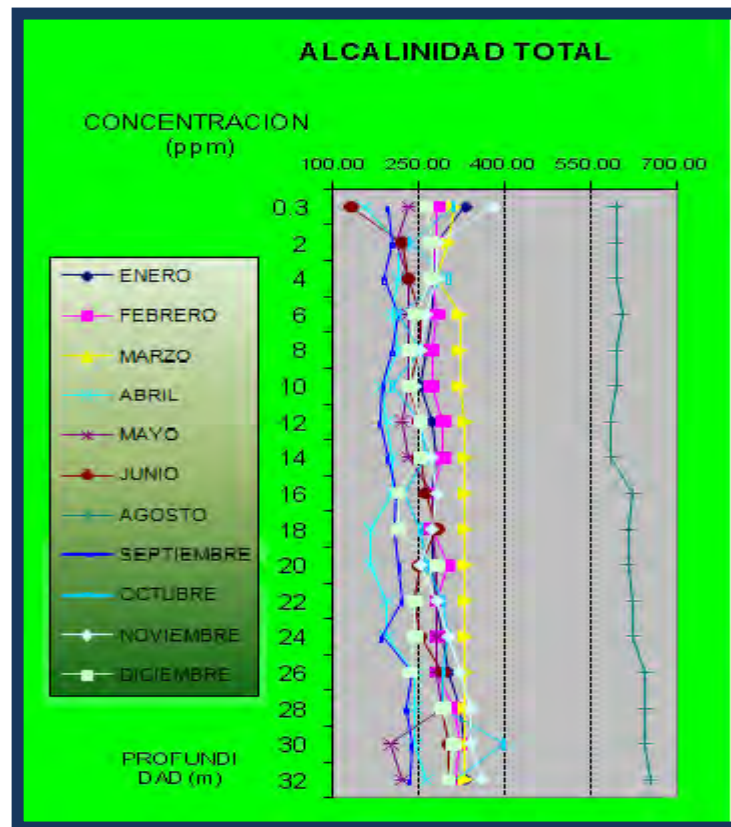 ALCALINIDAD TOTAL
CONCENTRACION
(ppm)
100.00 250.00 400.00 550.00 700.00
0.3
2
4
6
8
10
12
14
16
18
20
22
24
26
28
30
32
ENERO
FEBRERO
MARZO
ABRIL
MAYO
JUNIO
AGOSTO
SEPTIEMBRE
OCTUBRE
NOVIEMBRE
DICIEMBRE
PROFUNDI
DAD (m)